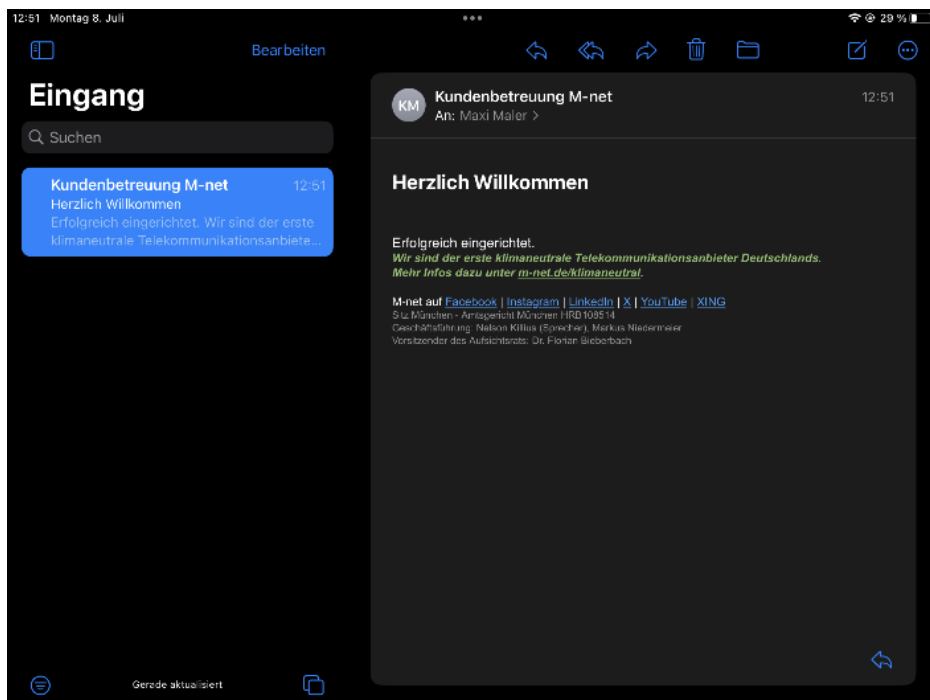 12:51 Montag 8. Juli
29 %
Bearbeiten
Eingang
Suchen
Kundenbetreuung M-net 12:51
Herzlich Willkommen
Erfolgreich eingerichtet. Wir sind der erste
klimaneutrale Telekommunikationsanbiete...
Gerade aktualisiert
KM
Kundenbetreuung M-net 12:51
An: Maxi Maler >
Herzlich Willkommen
Erfolgreich eingerichtet.
Wir sind der erste klimaneutrale Telekommunikationsanbieter Deutschlands.
Mehr Infos dazu unter m-net.de/klimaneutral.
M-net auf Facebook | Instagram | LinkedIn | X | YouTube | XING
Sitz München - Amtsgericht München HRB 108514
Geschäftsführung: Nelson Killius (Sprecher), Markus Niedermeier
Vorsitzender des Aufsichtsrats: Dr. Florian Bieberbach